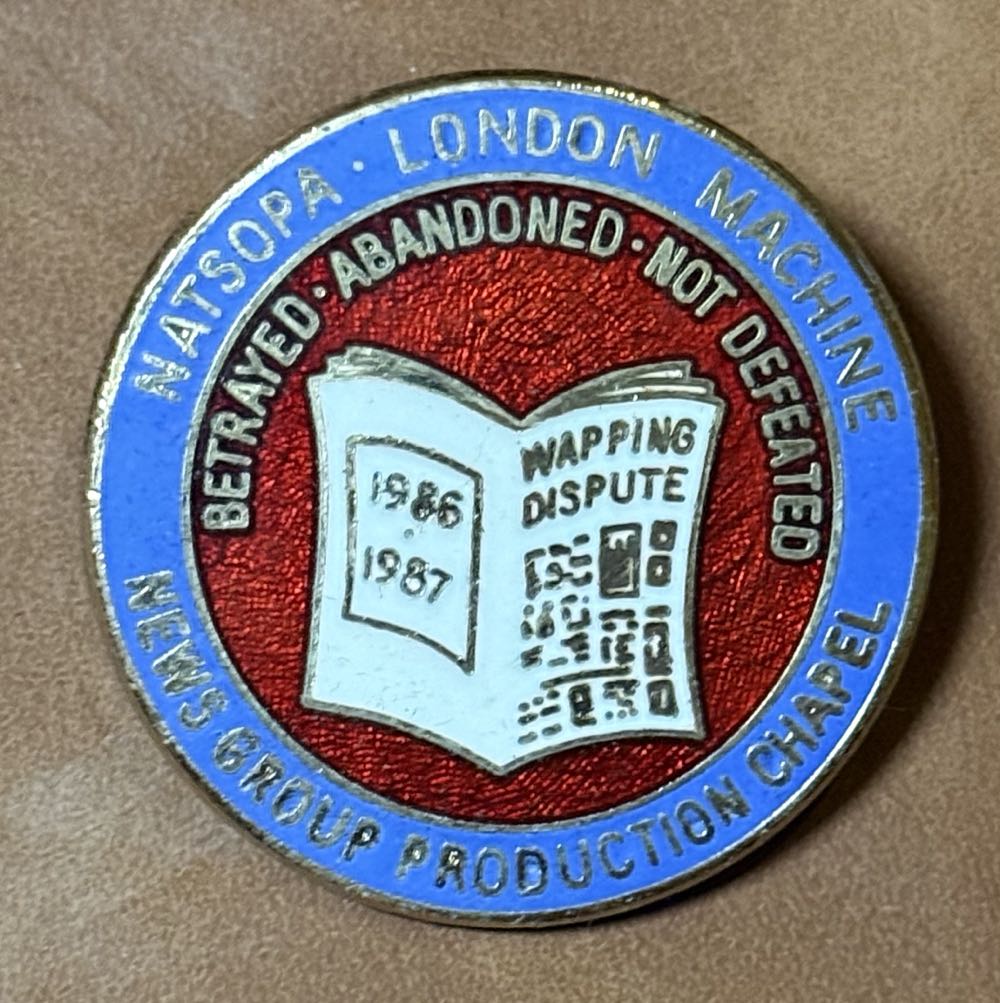 NATSOPA · LONDON MACHINE
BETRAYED · ABANDONED · NOT DEFEATED
1986
1987
WAPPING
DISPUTE
NEWS GROUP PRODUCTION CHAPEL